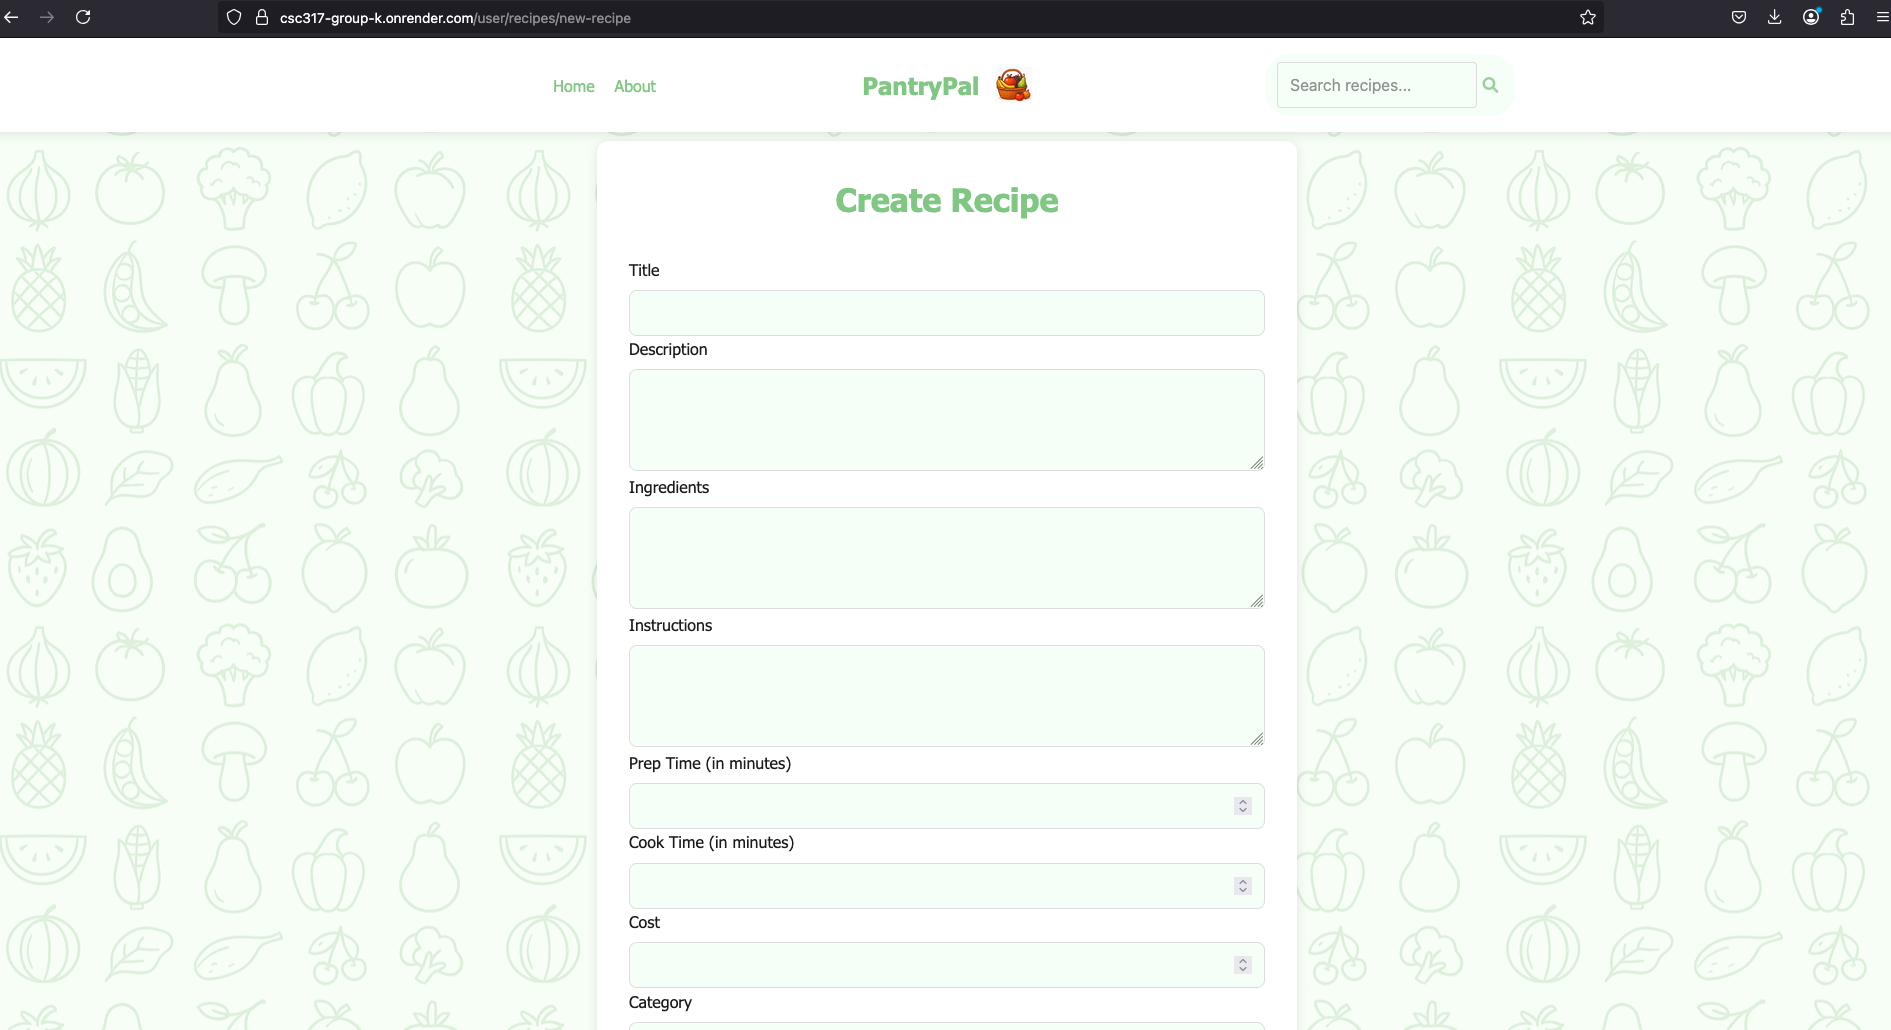 csc317-group-k.onrender.com/user/recipes/new-recipe
Home About PantryPal Search recipes...
Create Recipe
Title
Description
Ingredients
Instructions
Prep Time (in minutes)
Cook Time (in minutes)
Cost
Category